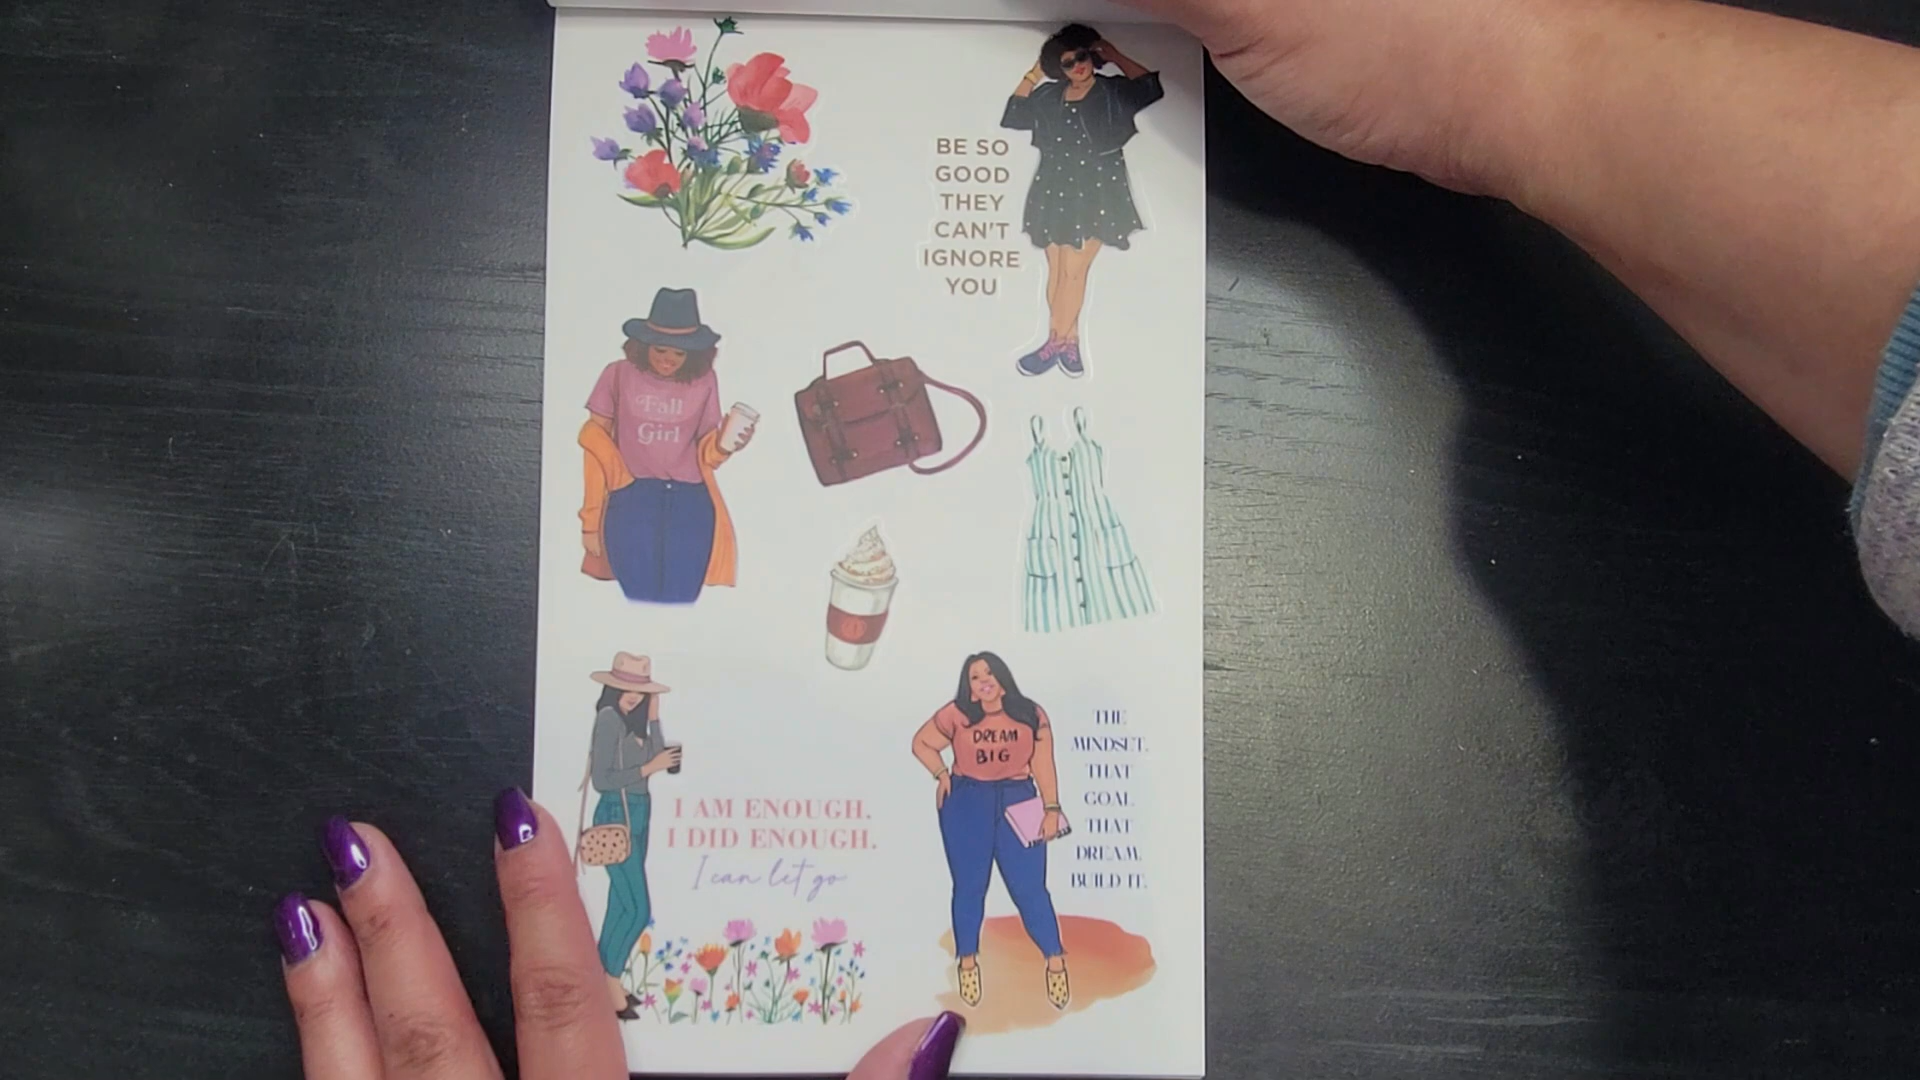 BE SO
GOOD
THEY
CAN'T
IGNORE
YOU
Fall
Girl
DREAM
BIG
THE
MINDSET.
THAT
GOAL.
THAT
DREAM.
BUILD IT.
I AM ENOUGH.
I DID ENOUGH.
I can let go